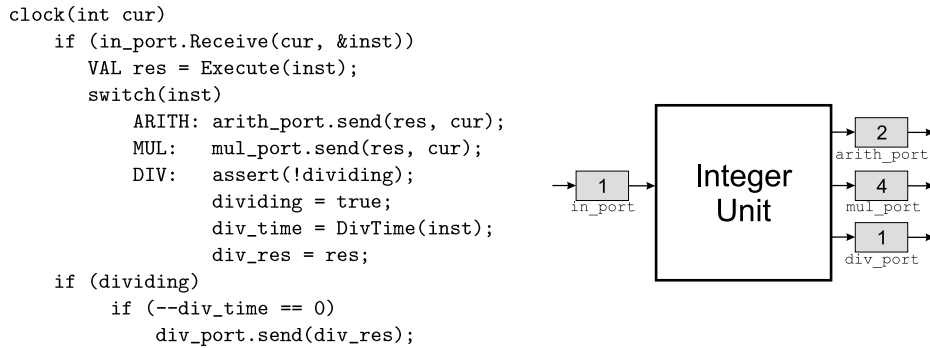 clock(int cur)
    if (in_port.Receive(cur, &inst))
       VAL res = Execute(inst);
       switch(inst)
           ARITH: arith_port.send(res, cur);
           MUL:   mul_port.send(res, cur);
           DIV:   assert(!dividing);
                  dividing = true;
                  div_time = DivTime(inst);
                  div_res = res;
    if (dividing)
         if (--div_time == 0)
             div_port.send(div_res);
1
in_port
Integer
Unit
2
arith_port
4
mul_port
1
div_port